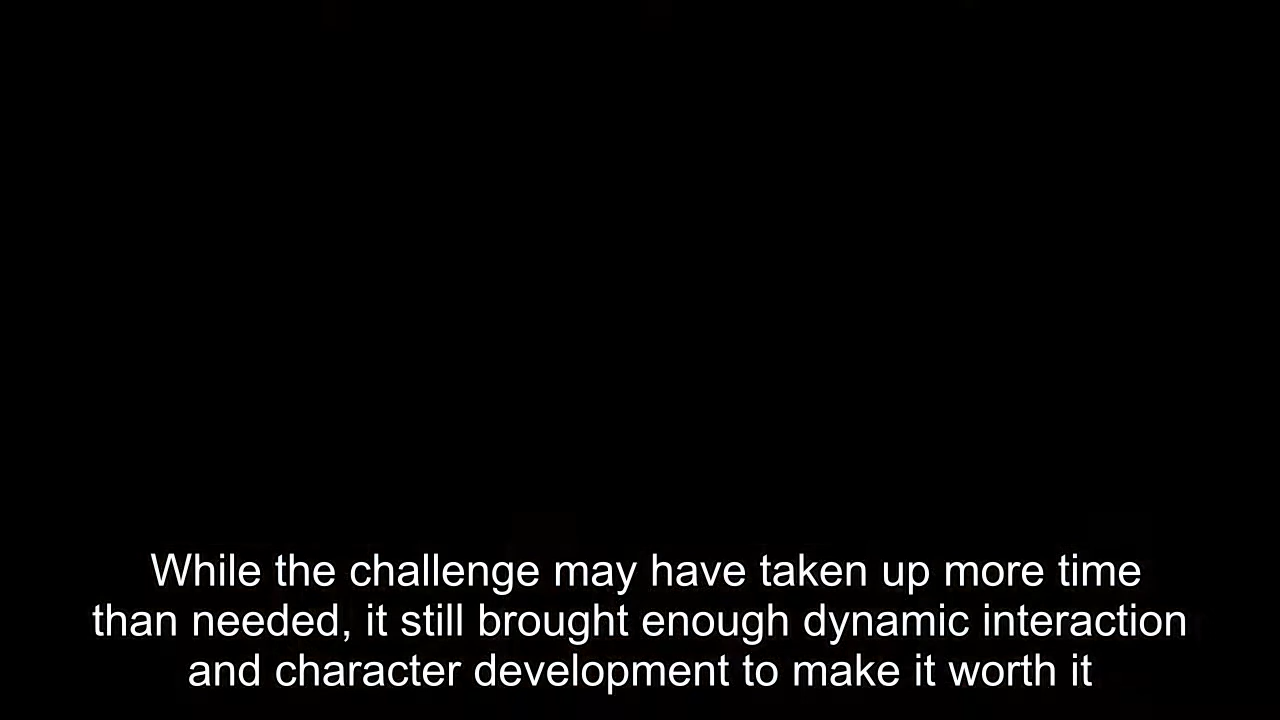 While the challenge may have taken up more time
than needed, it still brought enough dynamic interaction
and character development to make it worth it